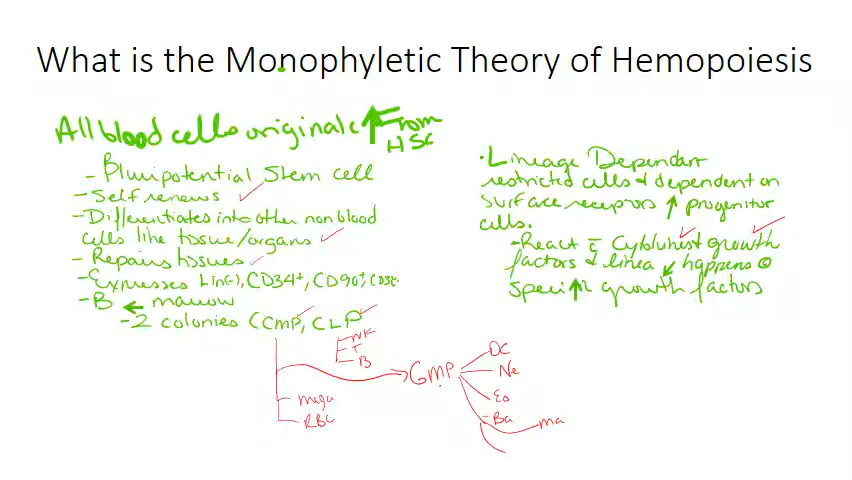 What is the Monophyletic Theory of Hemopoiesis
All blood cells originate From
HSC
- Pluripotential Stem cell
- Self renews
- Differentiates into other non blood
cells like tissue/organs
- Repairs tissues
- Expresses Lin(-), CD34+, CD90+, CD38-
- B ← marrow
- 2 colonies (CMP, CLP
· Lineage Dependant
restricted cells & dependent on
surface receptors progenitor
cells.
- React c̄ growth
factors & happens
growth factors
NK
T
B
GMP
DC
Ne
Eo
Ba
ma
mega
RBC